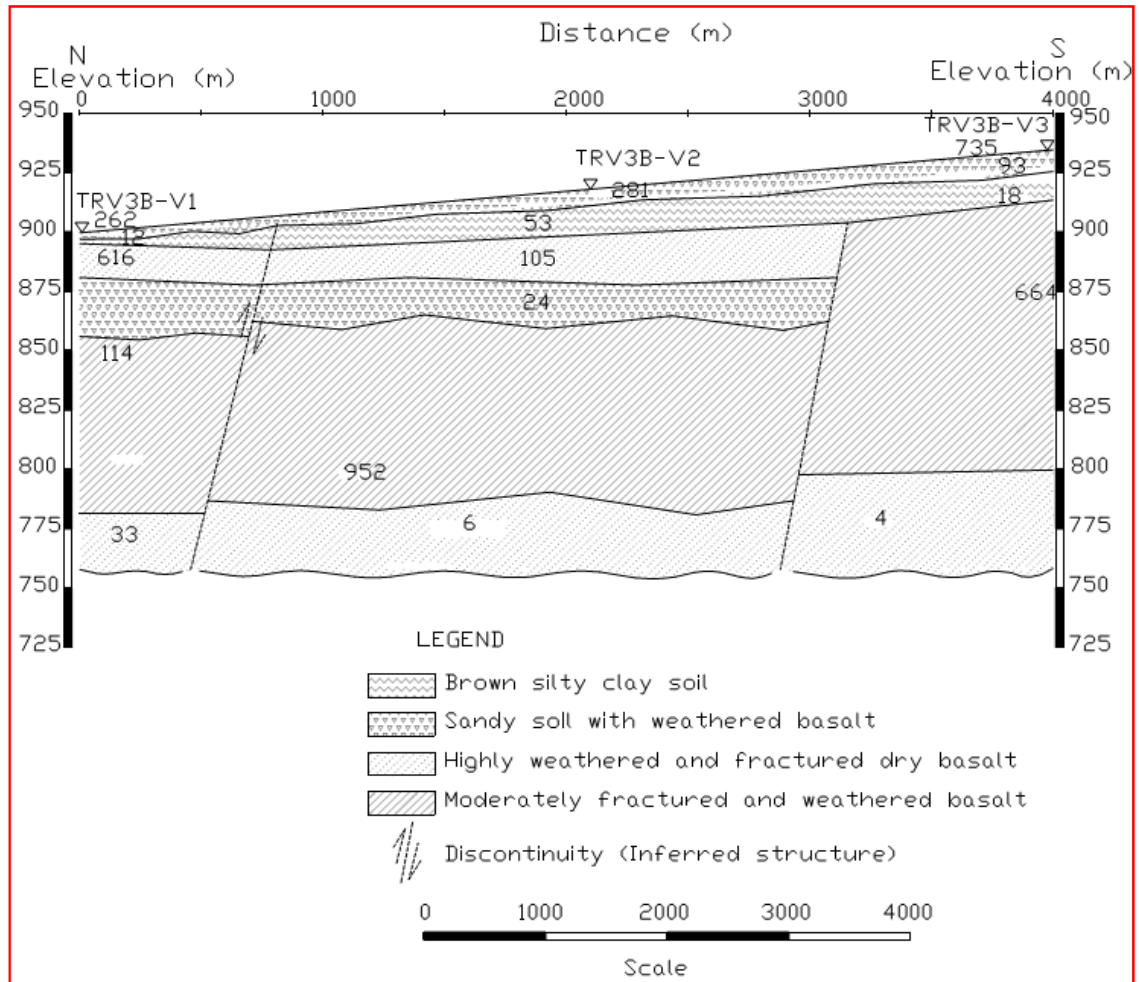 Distance (m)
N
S
Elevation (m)
Elevation (m)
0 1000 2000 3000 4000
950 950
TRV3B-V3
735
TRV3B-V2
93
925 925
281
TRV3B-V1
18
262
53
900 900
12
616
105
875 875
664
24
850 850
114
825 825
800 800
952
775 775
33
6
4
750 750
725 725
LEGEND
Brown silty clay soil
Sandy soil with weathered basalt
Highly weathered and fractured dry basalt
Moderately fractured and weathered basalt
Discontinuity (Inferred structure)
0 1000 2000 3000 4000
Scale